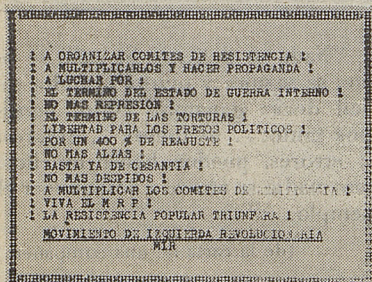 ! A ORGANIZAR COMITES DE RESISTENCIA !
! A MULTIPLICARLOS Y HACER PROPAGANDA !
! A LUCHAR POR !
! EL TERMINO DEL ESTADO DE GUERRA INTERNO !
! NO MAS REPRESIÓN !
! EL TERMINO DE LAS TORTURAS !
! LIBERTAD PARA LOS PRESOS POLITICOS !
! POR UN 400 % DE REAJUSTE !
! NO MAS ALZAS !
! BASTA YA DE CESANTIA !
! NO MAS DESPIDOS !
! A MULTIPLICAR LOS COMITES DE RESISTENCIA !
! VIVA EL M R P !
! LA RESISTENCIA POPULAR TRIUNFARA !
MOVIMIENTO DE IZQUIERDA REVOLUCIONARIA
MIR